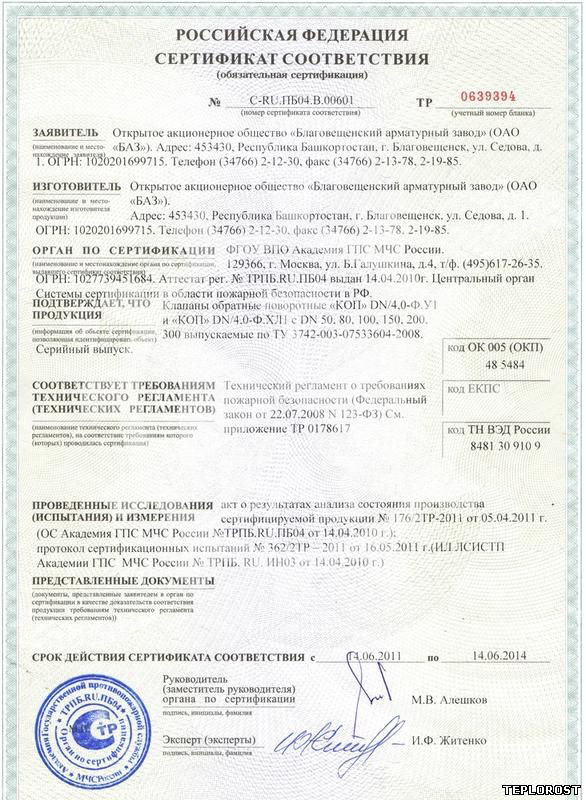 РОССИЙСКАЯ ФЕДЕРАЦИЯ
СЕРТИФИКАТ СООТВЕТСТВИЯ
(обязательная сертификация)
№ C-RU.ПБ04.В.00601 ТР 0639394
(номер сертификата соответствия) (учетный номер бланка)
ЗАЯВИТЕЛЬ Открытое акционерное общество «Благовещенский арматурный завод» (ОАО
(наименование и место-нахождение заявителя) «БАЗ»). Адрес: 453430, Республика Башкортостан, г. Благовещенск, ул. Седова, д.
1. ОГРН: 1020201699715. Телефон (34766) 2-12-30, факс (34766) 2-13-78, 2-19-85.
ИЗГОТОВИТЕЛЬ Открытое акционерное общество «Благовещенский арматурный завод» (ОАО
(наименование и место-нахождение изготовителя продукции) «БАЗ»).
Адрес: 453430, Республика Башкортостан, г. Благовещенск, ул. Седова, д. 1.
ОГРН: 1020201699715. Телефон (34766) 2-12-30, факс (34766) 2-13-78, 2-19-85.
ОРГАН ПО СЕРТИФИКАЦИИ ФГОУ ВПО Академия ГПС МЧС России.
(наименование и местонахождение органа по сертификации, выдавшего сертификат соответствия) 129366, г. Москва, ул. Б.Галушкина, д.4, т/ф. (495)617-26-35.
ОГРН: 1027739451684. Аттестат рег. № ТРПБ.RU.ПБ04 выдан 14.04.2010г. Центральный орган
Системы сертификации в области пожарной безопасности в РФ.
ПОДТВЕРЖДАЕТ, ЧТО Клапаны обратные поворотные «КОП» DN/4,0-Ф.У1
ПРОДУКЦИЯ и «КОП» DN/4,0-Ф.ХЛ1 с DN 50, 80, 100, 150, 200,
(информация об объекте сертификации, позволяющая идентифицировать объект) 300 выпускаемые по ТУ 3742-003-07533604-2008.
Серийный выпуск.
код ОК 005 (ОКП)
48 5484
СООТВЕТСТВУЕТ ТРЕБОВАНИЯМ Технический регламент о требованиях
ТЕХНИЧЕСКОГО РЕГЛАМЕНТА пожарной безопасности (Федеральный
(ТЕХНИЧЕСКИХ РЕГЛАМЕНТОВ) закон от 22.07.2008 N 123-ФЗ) См.
приложение ТР 0178617
(наименование технического регламента (технических регламентов), на соответствие требованиям которого (которых) проводилась сертификация)
код ЕКПС
код ТН ВЭД России
8481 30 910 9
ПРОВЕДЕННЫЕ ИССЛЕДОВАНИЯ акт о результатах анализа состояния производства
(ИСПЫТАНИЯ) И ИЗМЕРЕНИЯ сертифицируемой продукции № 176/2ТР-2011 от 05.04.2011 г.
(ОС Академия ГПС МЧС России №ТРПБ.RU.ПБ04 от 14.04.2010 г.);
протокол сертификационных испытаний № 362/2ТР – 2011 от 16.05.2011 г.(ИЛ ЛСИСТП
Академии ГПС МЧС России № ТРПБ. RU. ИН03 от 14.04.2010 г.)
ПРЕДСТАВЛЕННЫЕ ДОКУМЕНТЫ
(документы, представленные заявителем в орган по
сертификации в качестве доказательств соответствия
продукции требованиям технического регламента
(технических регламентов))
СРОК ДЕЙСТВИЯ СЕРТИФИКАТА СООТВЕТСТВИЯ с 14.06.2011 по 14.06.2014
Руководитель
(заместитель руководителя)
органа по сертификации М.В. Алешков
подпись, инициалы, фамилия
Эксперт (эксперты) И.Ф. Житенко
подпись, инициалы, фамилия
Академия Государственной противопожарной службы МЧС России
ТРПБ.RU.ПБ04
Орган по сертификации
ТР
TEPLOROST